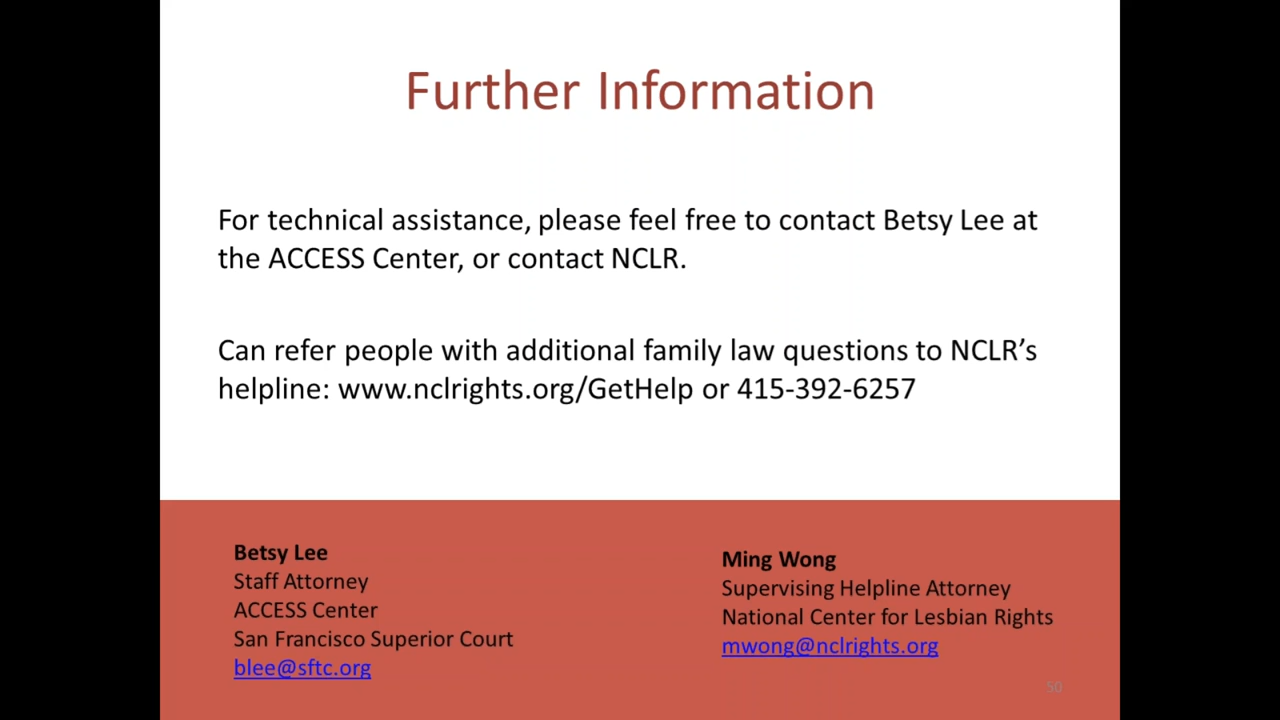 Further Information
For technical assistance, please feel free to contact Betsy Lee at
the ACCESS Center, or contact NCLR.
Can refer people with additional family law questions to NCLR’s
helpline: www.nclrights.org/GetHelp or 415-392-6257
Betsy Lee
Staff Attorney
ACCESS Center
San Francisco Superior Court
blee@sftc.org
Ming Wong
Supervising Helpline Attorney
National Center for Lesbian Rights
mwong@nclrights.org
50